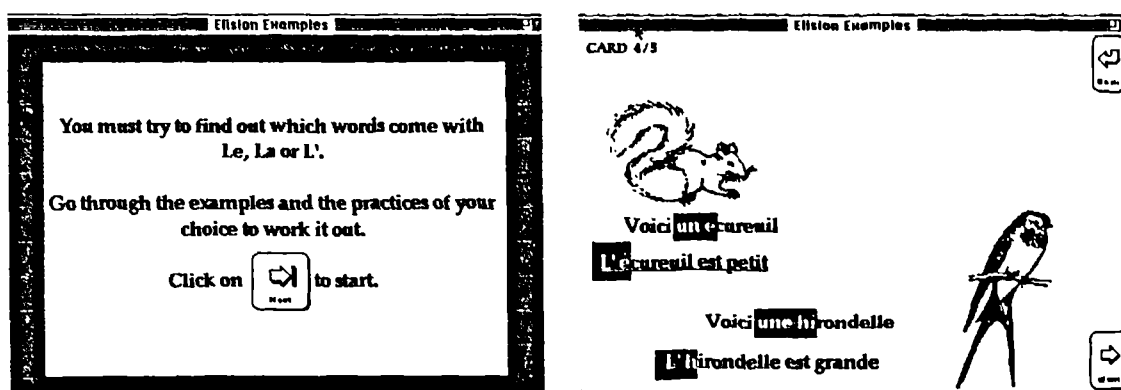 Elision Examples
You must try to find out which words come with
Le, La or L'.
Go through the examples and the practices of your
choice to work it out.
Click on
Next
to start.
Elision Examples
CARD 4/5
Voici un écureuil
L'écureuil est petit
Voici une hirondelle
L'hirondelle est grande